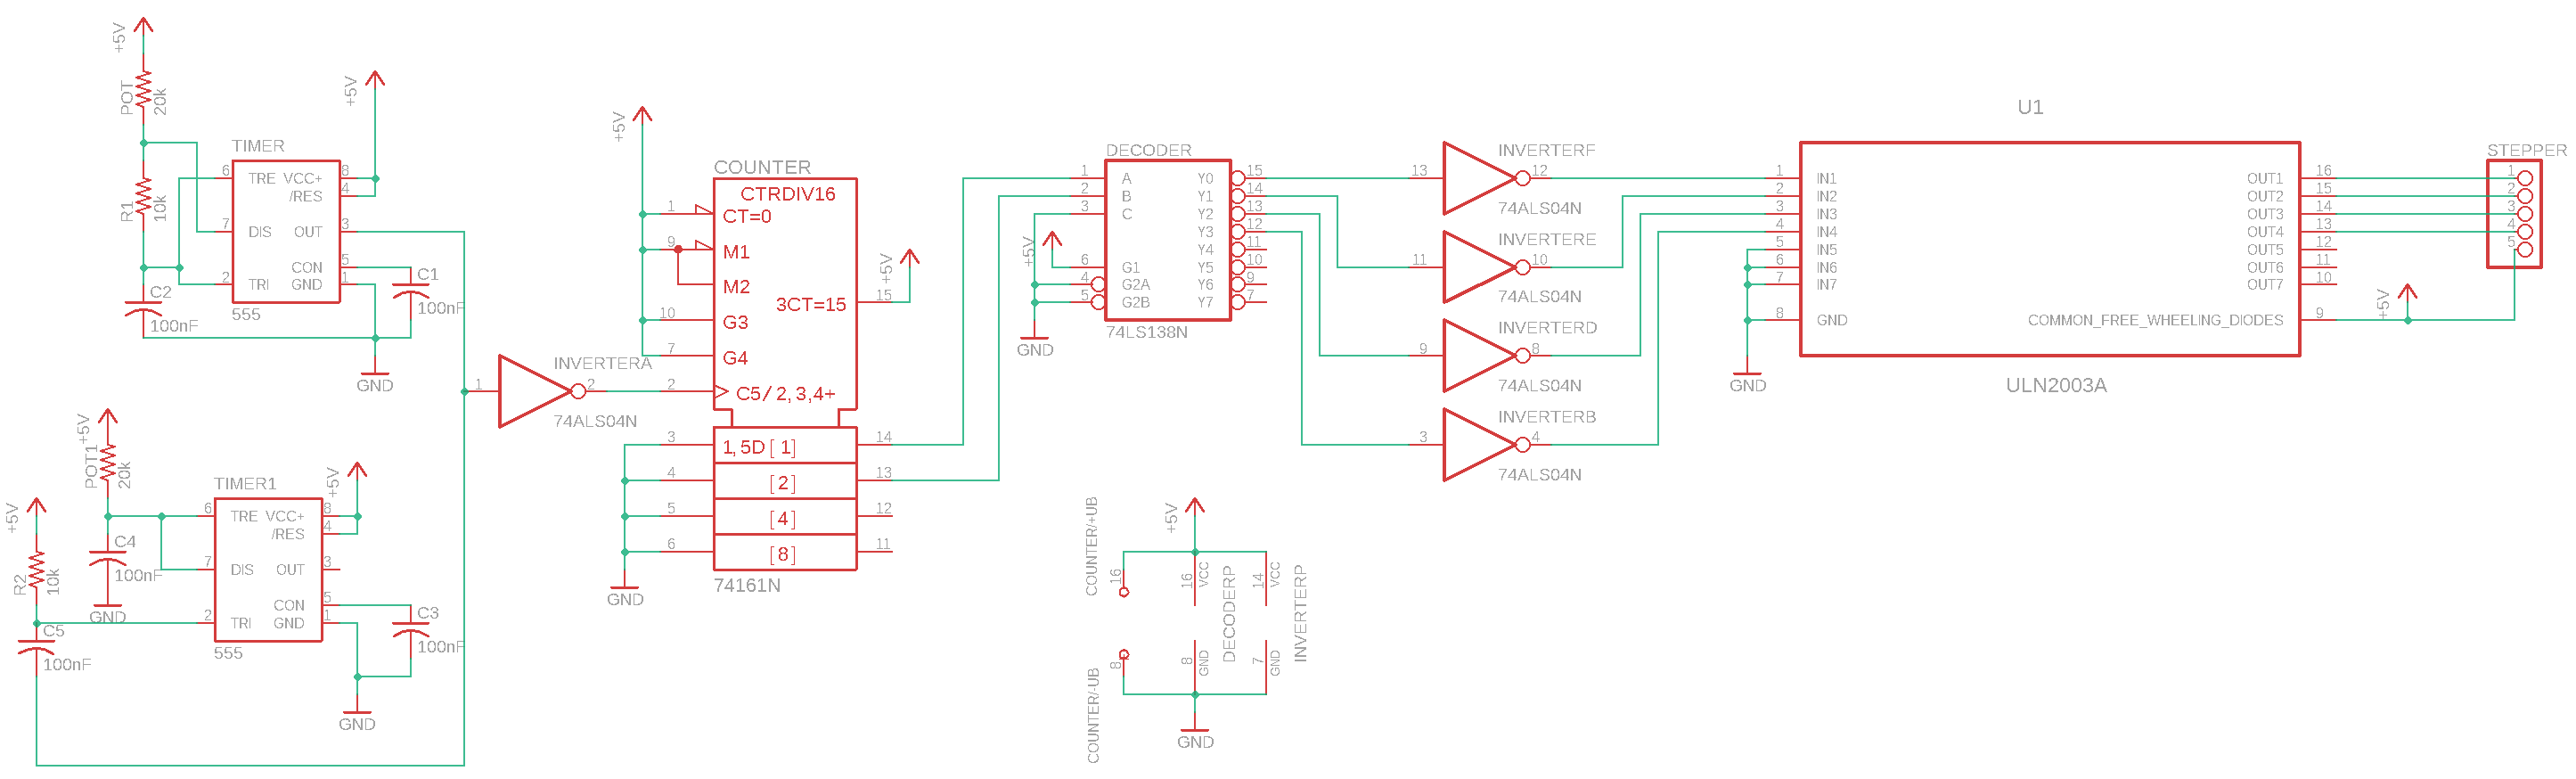 +5V
POT
20k
R1
10k
C2
100nF
+5V
TIMER
6
TRE
VCC+
8
/RES
4
7
DIS
OUT
3
CON
5
2
TRI
GND
1
555
C1
100nF
GND
+5V
POT1
20k
+5V
R2
10k
C4
100nF
GND
C5
100nF
+5V
TIMER1
6
TRE
VCC+
8
/RES
4
7
DIS
OUT
3
CON
5
2
TRI
GND
1
555
C3
100nF
GND
1
INVERTERA
2
74ALS04N
+5V
COUNTER
CTRDIV16
1
CT=0
9
M1
M2
3CT=15
15
+5V
10
G3
7
G4
2
C5/2,3,4+
3
1,5D[1]
14
4
[2]
13
5
[4]
12
6
[8]
11
74161N
GND
DECODER
1
A
Y0
15
2
B
Y1
14
3
C
Y2
13
Y3
12
Y4
11
+5V
6
G1
Y5
10
4
G2A
Y6
9
5
G2B
Y7
7
74LS138N
GND
13
INVERTERF
12
74ALS04N
11
INVERTERE
10
74ALS04N
9
INVERTERD
8
74ALS04N
3
INVERTERB
4
74ALS04N
COUNTER/+UB
16
+5V
16
VCC
14
VCC
DECODERP
INVERTERP
COUNTER/-UB
8
8
GND
7
GND
GND
U1
1
IN1
OUT1
16
2
IN2
OUT2
15
3
IN3
OUT3
14
4
IN4
OUT4
13
5
IN5
OUT5
12
6
IN6
OUT6
11
7
IN7
OUT7
10
8
GND
COMMON_FREE_WHEELING_DIODES
9
ULN2003A
GND
+5V
STEPPER
1
2
3
4
5